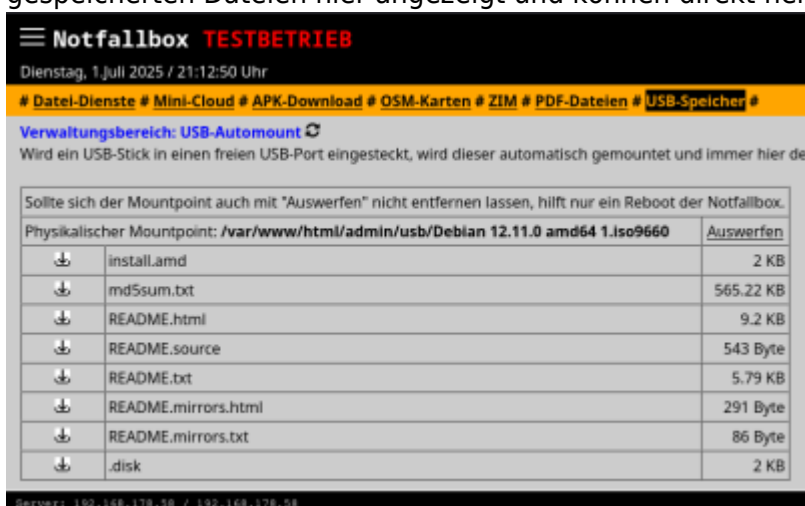 gespeicherten Dateien hier angezeigt und können direkt
Notfallbox TESTBETRIEB
Dienstag, 1.Juli 2025 / 21:12:50 Uhr
# Datei-Dienste # Mini-Cloud # APK-Download # OSM-Karten # ZIM # PDF-Dateien # USB-Speicher #
Verwaltungsbereich: USB-Automount
Wird ein USB-Stick in einen freien USB-Port eingesteckt, wird dieser automatisch gemountet und immer hier de
Sollte sich der Mountpoint auch mit "Auswerfen" nicht entfernen lassen, hilft nur ein Reboot der Notfallbox.
Physikalischer Mountpoint: /var/www/html/admin/usb/Debian 12.11.0 amd64 1.iso9660 Auswerfen
install.amd 2 KB
md5sum.txt 565.22 KB
README.html 9.2 KB
README.source 543 Byte
README.txt 5.79 KB
README.mirrors.html 291 Byte
README.mirrors.txt 86 Byte
.disk 2 KB
Server: 192.168.178.58 / 192.168.178.58